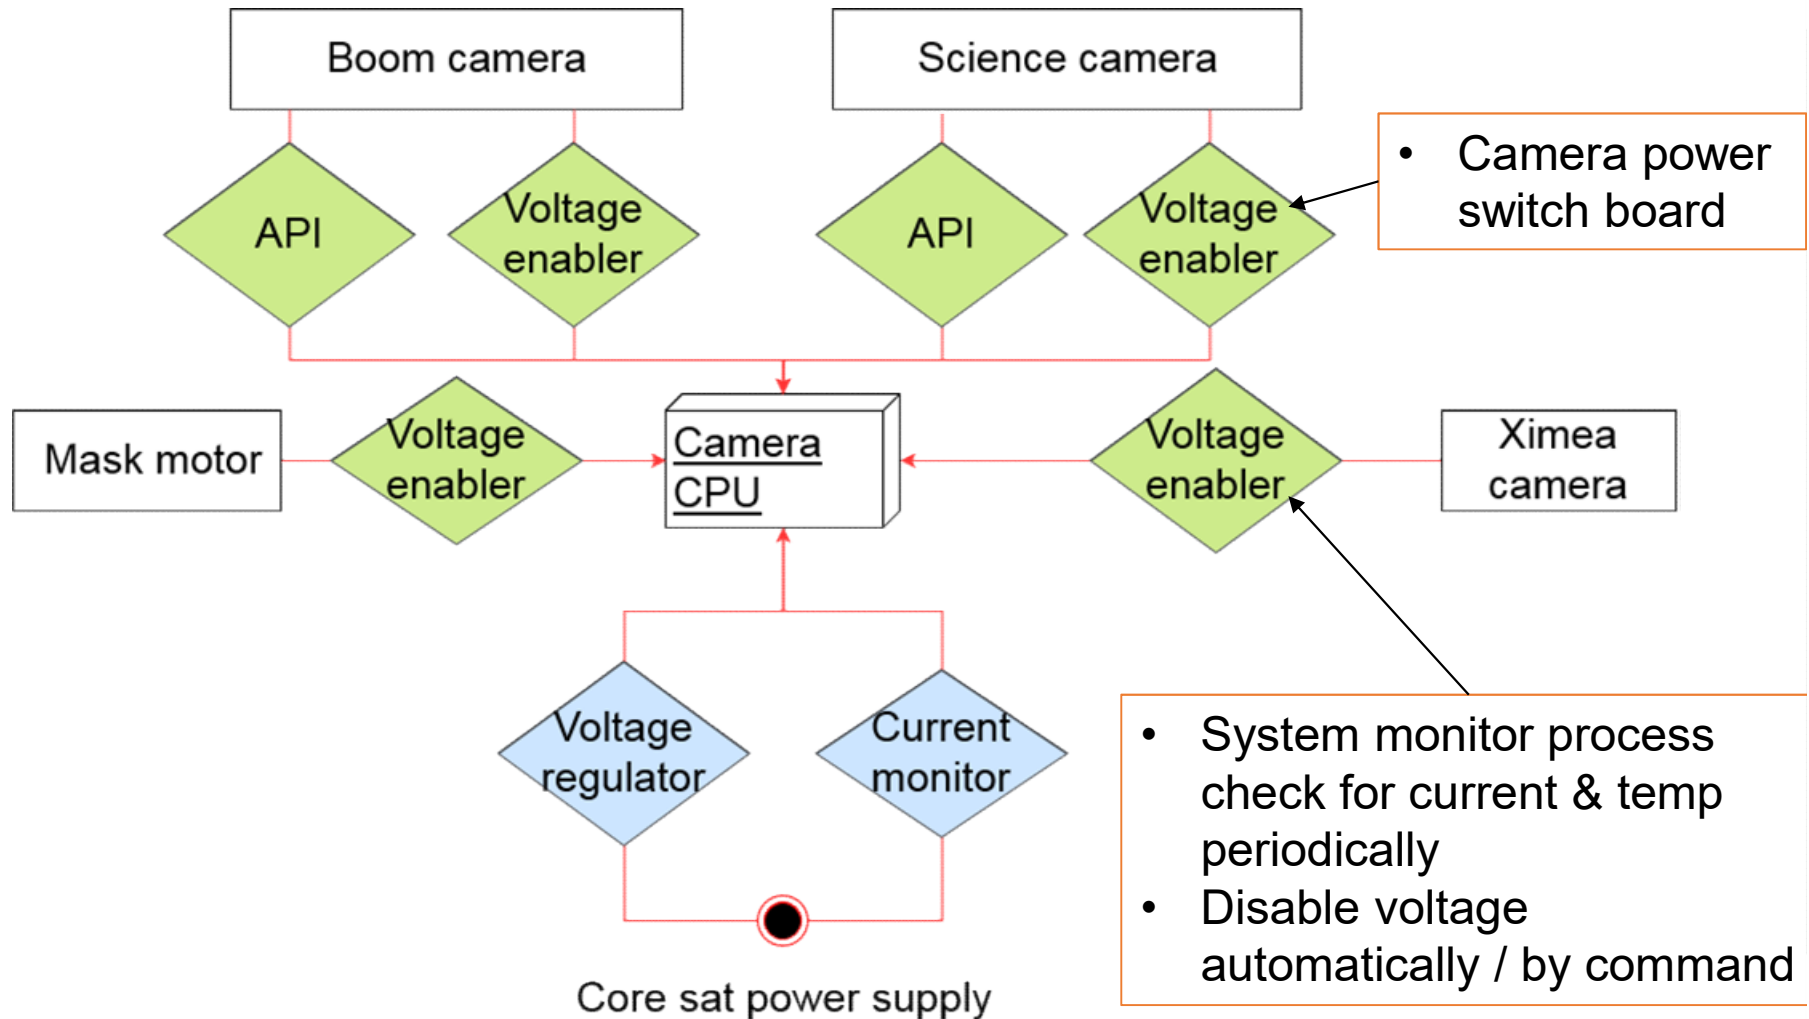 Boom camera
Science camera
API
Voltage
enabler
API
Voltage
enabler
• Camera power
switch board
Mask motor
Voltage
enabler
Camera
CPU
Voltage
enabler
Ximea
camera
Voltage
regulator
Current
monitor
• System monitor process
check for current & temp
periodically
• Disable voltage
automatically / by command
Core sat power supply